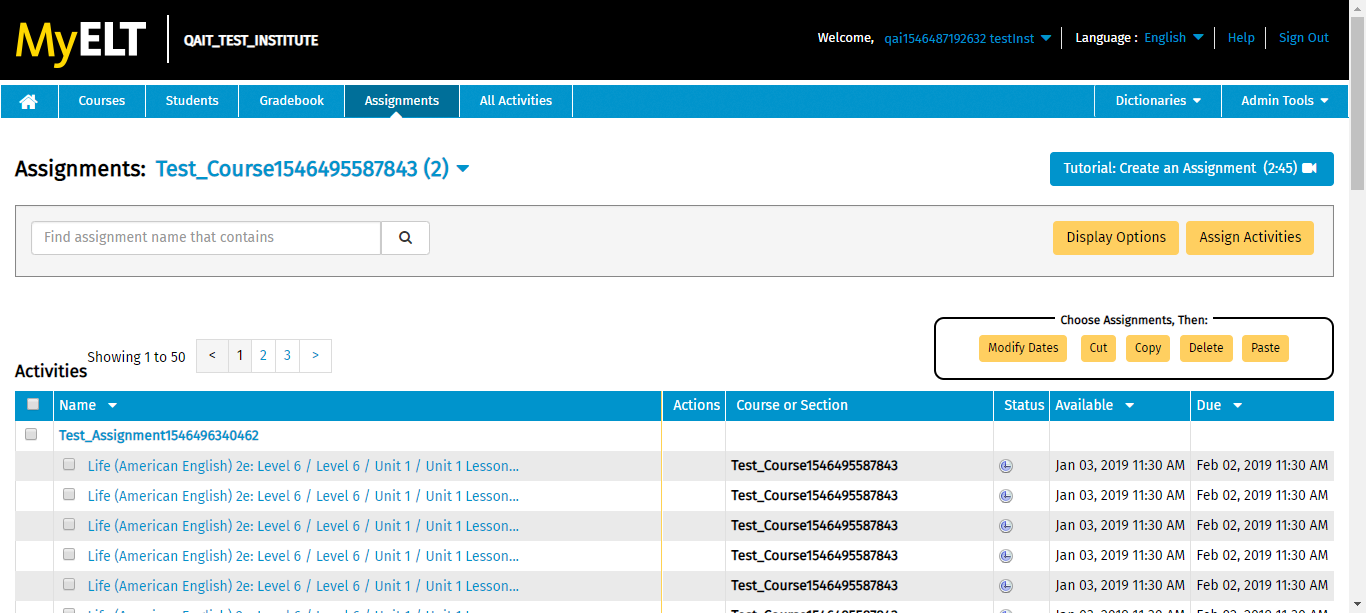 MyELT QAIT_TEST_INSTITUTE Welcome, qai1546487192632 testInst Language : English Help Sign Out
Courses Students Gradebook Assignments All Activities Dictionaries Admin Tools
Assignments: Test_Course1546495587843 (2) Tutorial: Create an Assignment (2:45)
Find assignment name that contains Display Options Assign Activities
Choose Assignments, Then:
Showing 1 to 50 < 1 2 3 > Modify Dates Cut Copy Delete Paste
Activities
Name Actions Course or Section Status Available Due
Test_Assignment1546496340462
Life (American English) 2e: Level 6 / Level 6 / Unit 1 / Unit 1 Lesson... Test_Course1546495587843 Jan 03, 2019 11:30 AM Feb 02, 2019 11:30 AM
Life (American English) 2e: Level 6 / Level 6 / Unit 1 / Unit 1 Lesson... Test_Course1546495587843 Jan 03, 2019 11:30 AM Feb 02, 2019 11:30 AM
Life (American English) 2e: Level 6 / Level 6 / Unit 1 / Unit 1 Lesson... Test_Course1546495587843 Jan 03, 2019 11:30 AM Feb 02, 2019 11:30 AM
Life (American English) 2e: Level 6 / Level 6 / Unit 1 / Unit 1 Lesson... Test_Course1546495587843 Jan 03, 2019 11:30 AM Feb 02, 2019 11:30 AM
Life (American English) 2e: Level 6 / Level 6 / Unit 1 / Unit 1 Lesson... Test_Course1546495587843 Jan 03, 2019 11:30 AM Feb 02, 2019 11:30 AM